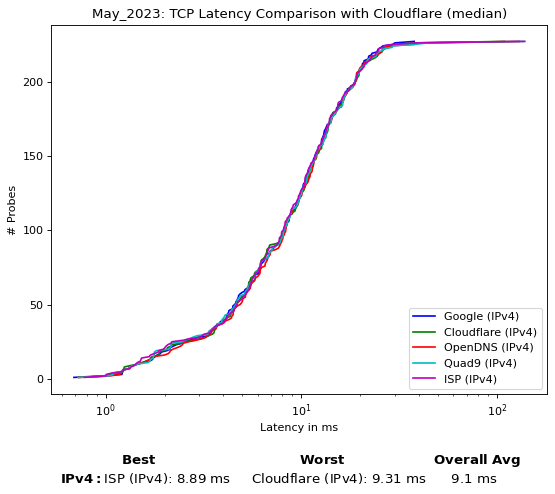 May_2023: TCP Latency Comparison with Cloudflare (median)
# Probes
200
150
100
50
0
10⁰
10¹
10²
Latency in ms
Google (IPv4)
Cloudflare (IPv4)
OpenDNS (IPv4)
Quad9 (IPv4)
ISP (IPv4)
Best Worst Overall Avg
IPv4: ISP (IPv4): 8.89 ms Cloudflare (IPv4): 9.31 ms 9.1 ms